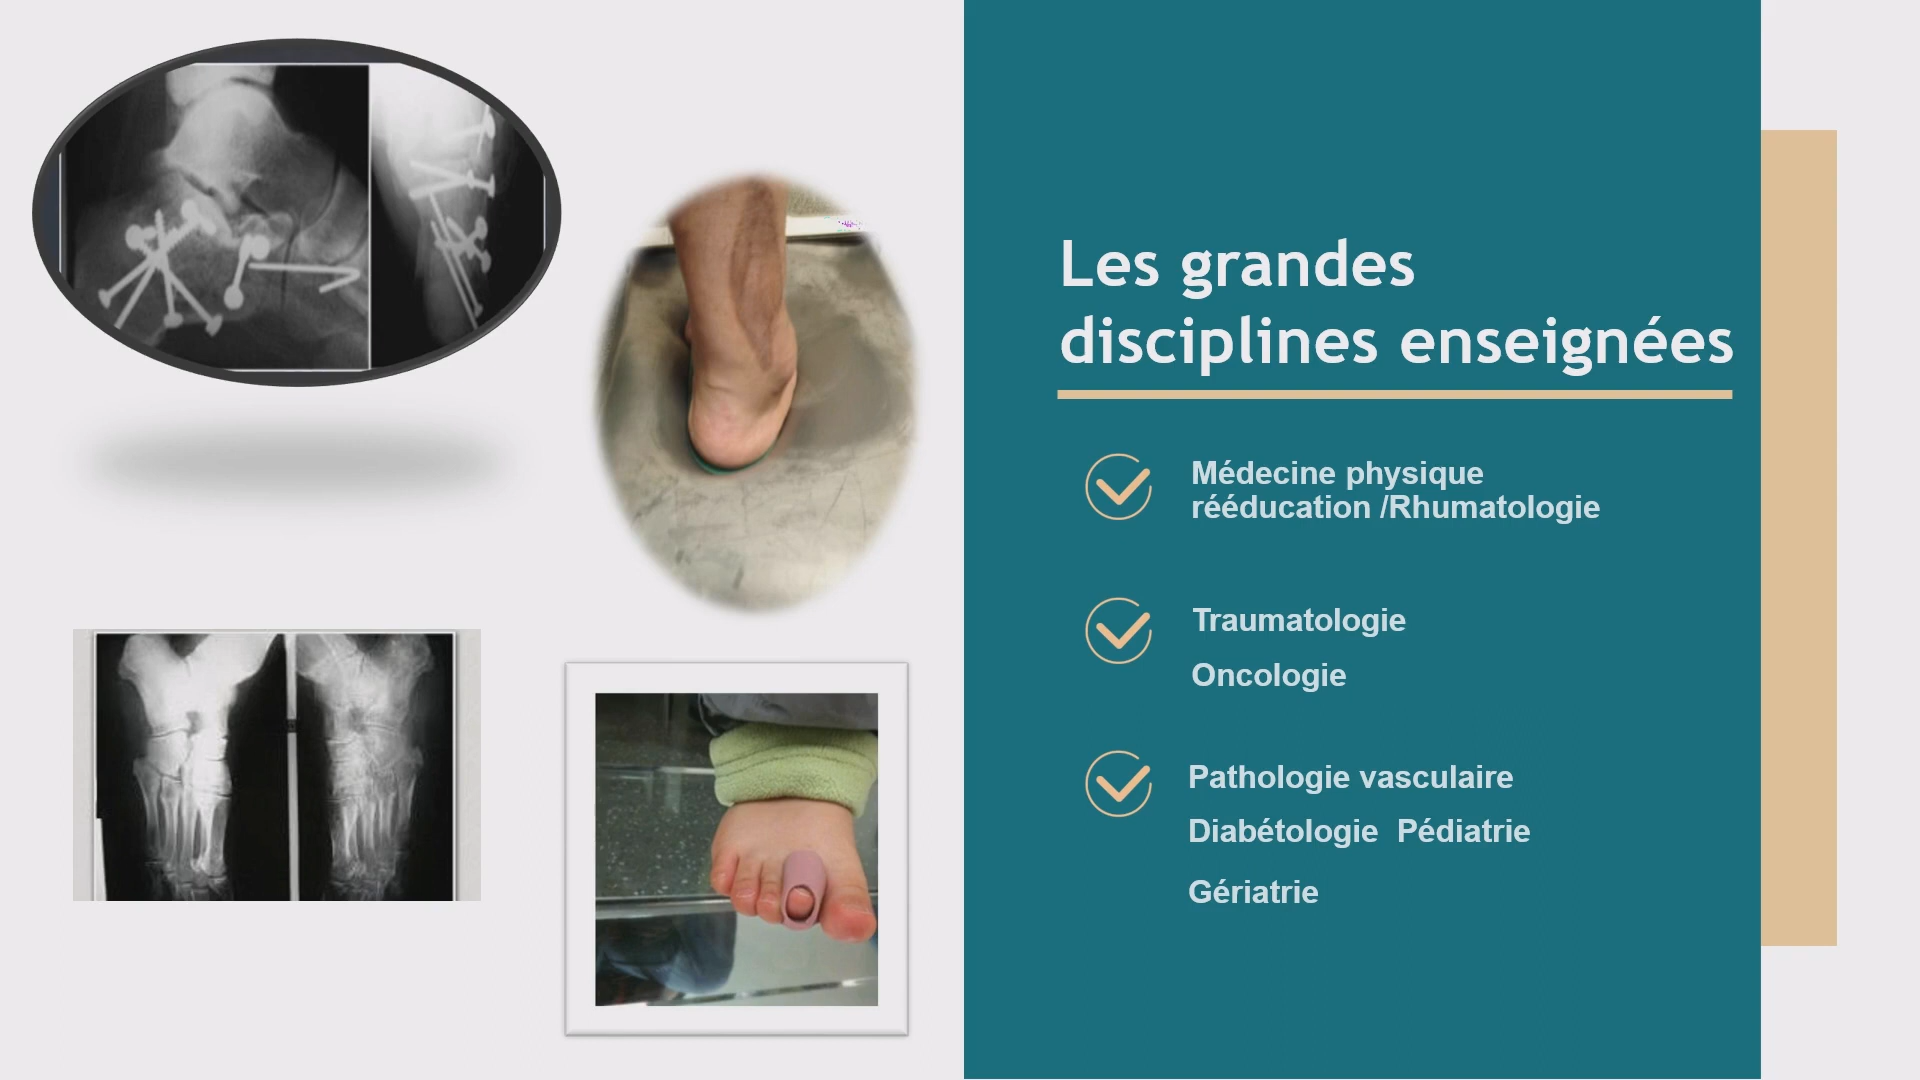 Les grandes
disciplines enseignées
Médecine physique
rééducation /Rhumatologie
Traumatologie
Oncologie
Pathologie vasculaire
Diabétologie  Pédiatrie
Gériatrie